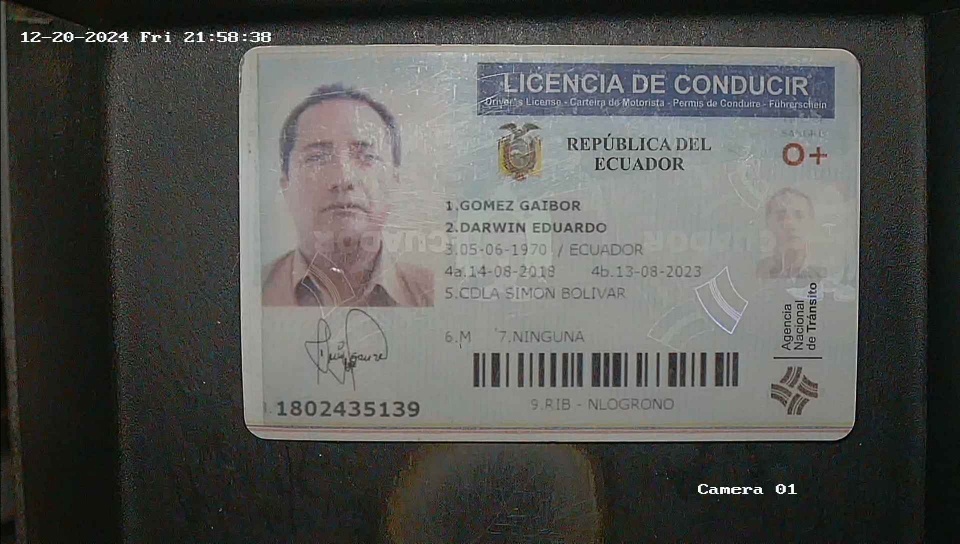 12-20-2024 Fri 21:58:38
LICENCIA DE CONDUCIR
Driver's License - Carteira de Motorista - Permis de Conduire - Führerschein
REPÚBLICA DEL
ECUADOR
SANGRE
O+
1.GOMEZ GAIBOR
2.DARWIN EDUARDO
3.05-06-1970 / ECUADOR
4a.14-08-2018 4b.13-08-2023
5.CDLA SIMON BOLIVAR
6.M 7.NINGUNA
9.RIB - NLOGRONO
1802435139
Agencia
Nacional
de Tránsito
ECUADOR
Camera 01